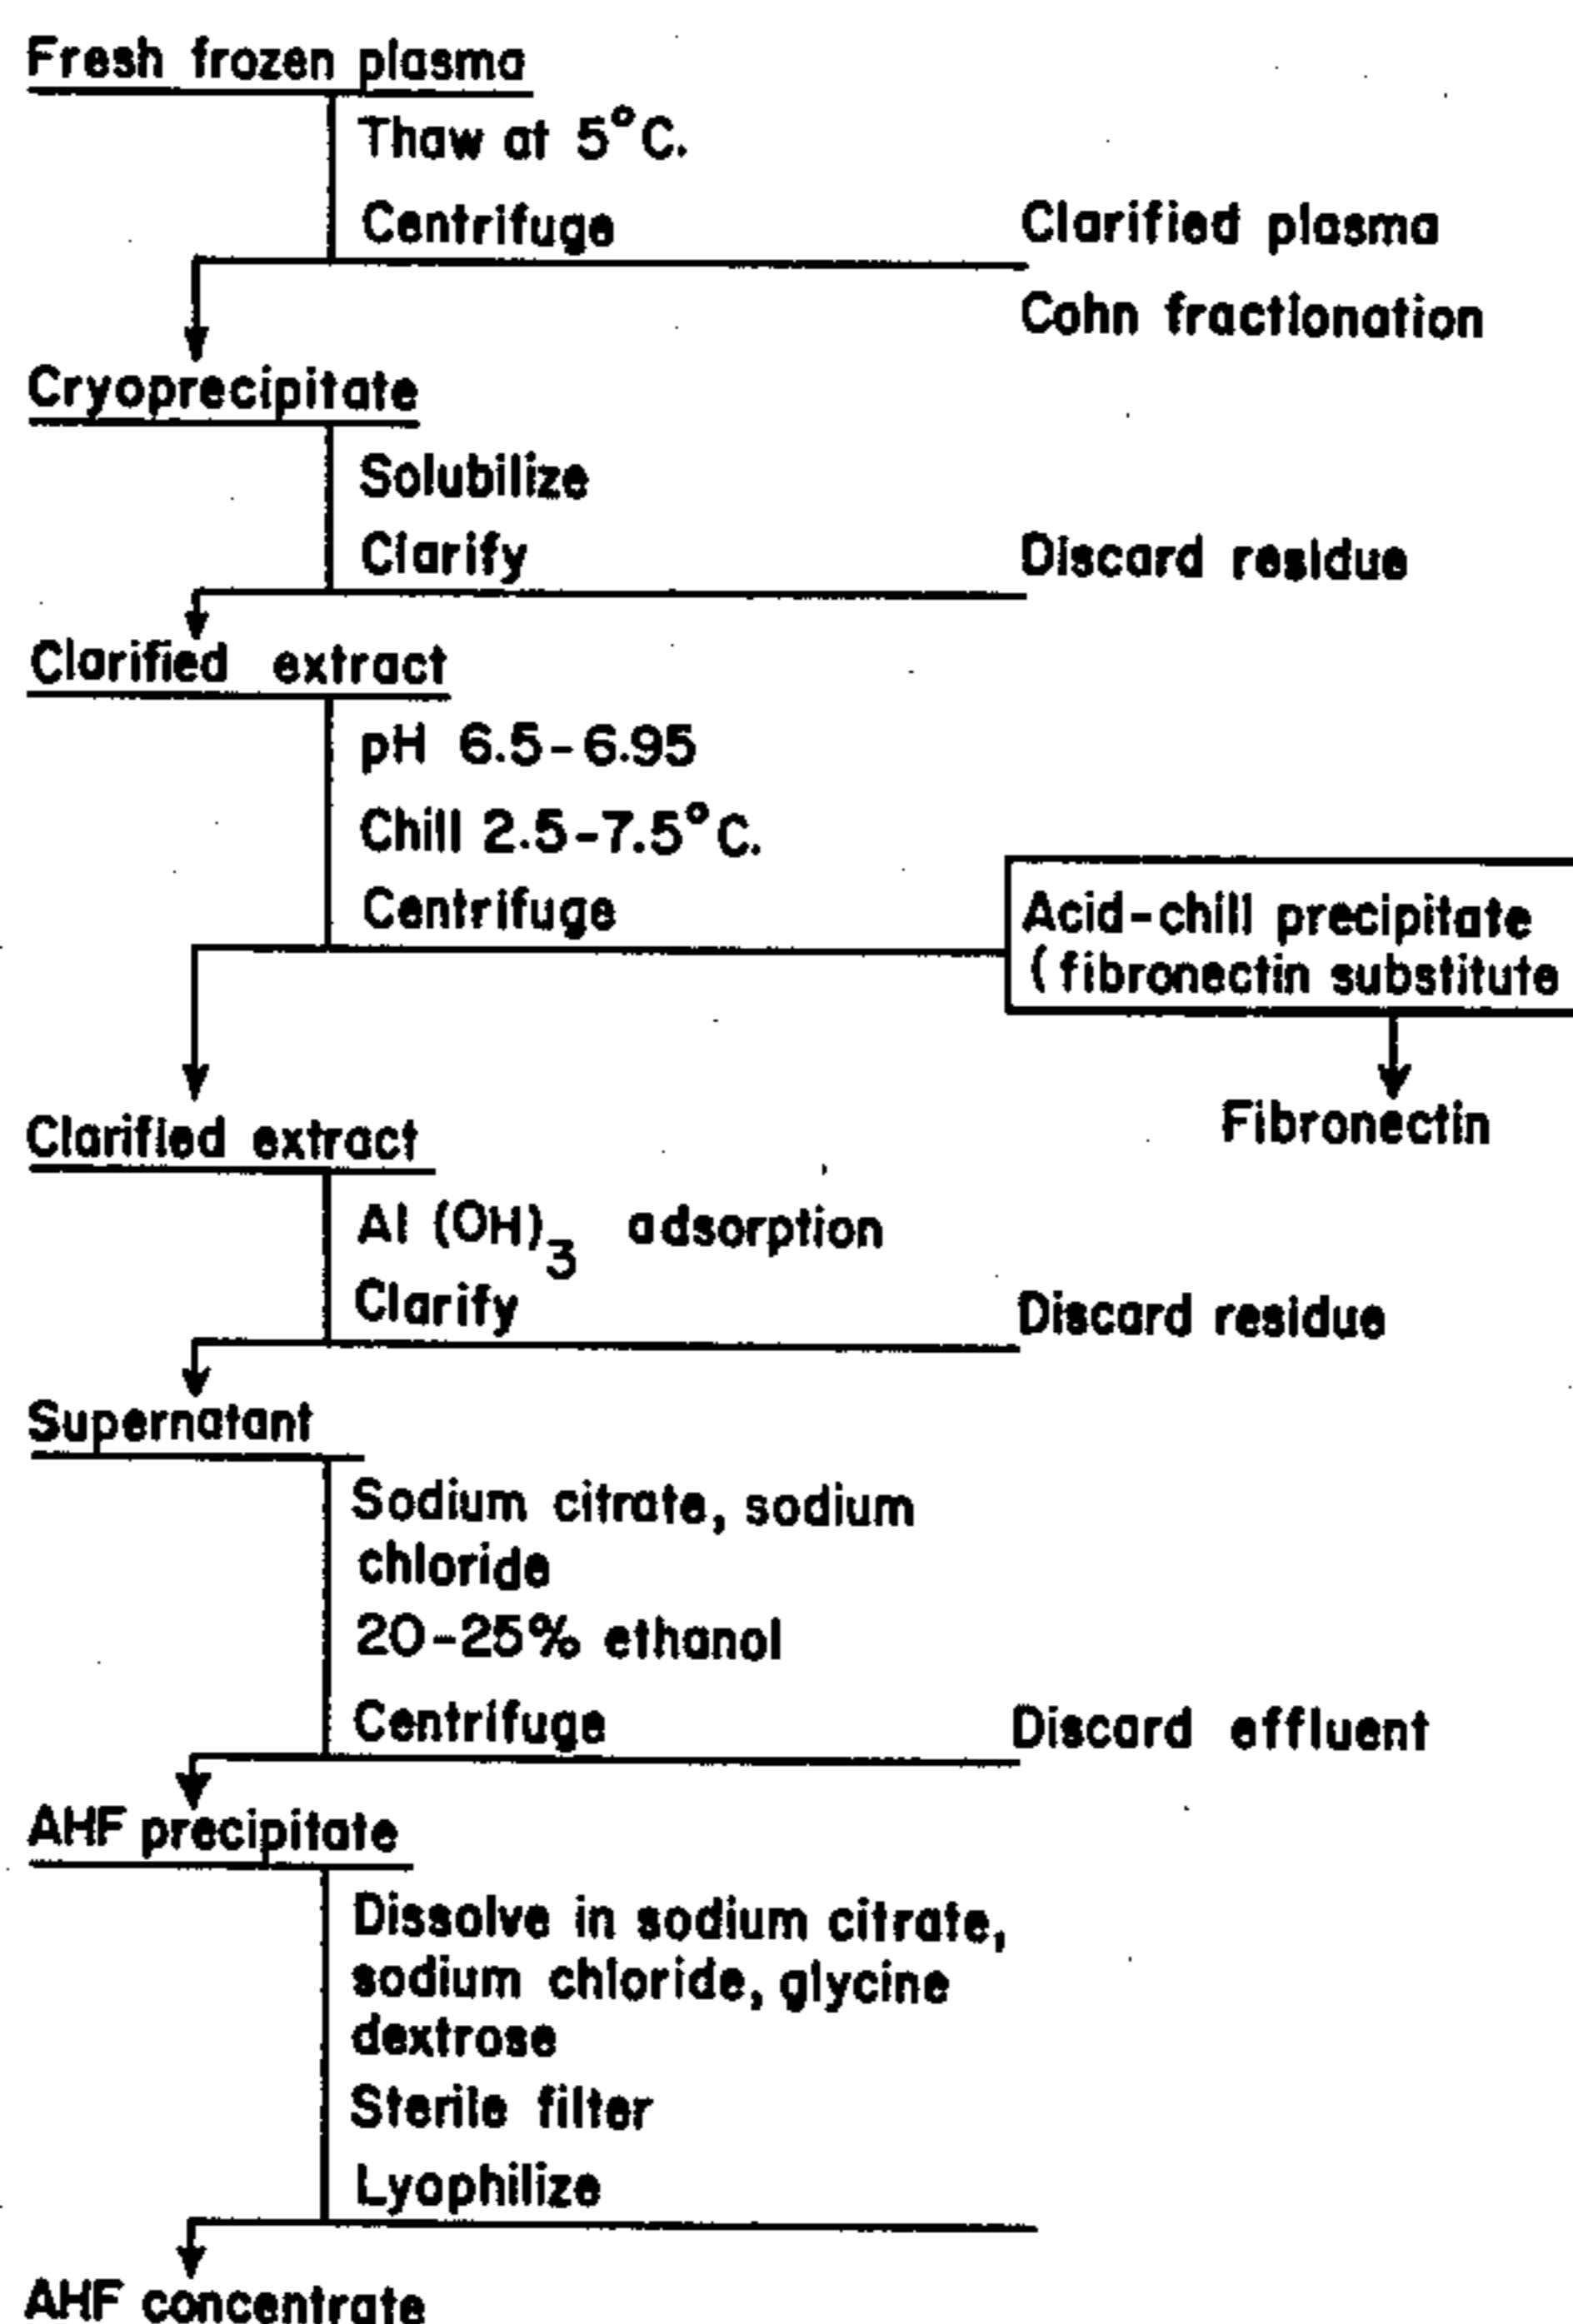 Fresh frozen plasma
Thaw at 5°C.
Centrifuge
Clarified plasma
Cohn fractionation
Cryoprecipitate
Solubilize
Clarify
Discard residue
Clarified extract
pH 6.5-6.95
Chill 2.5-7.5°C.
Centrifuge
Acid-chill precipitate
(fibronectin substitute
Fibronectin
Clarified extract
Al (OH)3 adsorption
Clarify
Discard residue
Supernatant
Sodium citrate, sodium
chloride
20-25% ethanol
Centrifuge
Discard effluent
AHF precipitate
Dissolve in sodium citrate,
sodium chloride, glycine
dextrose
Sterile filter
Lyophilize
AHF concentrate